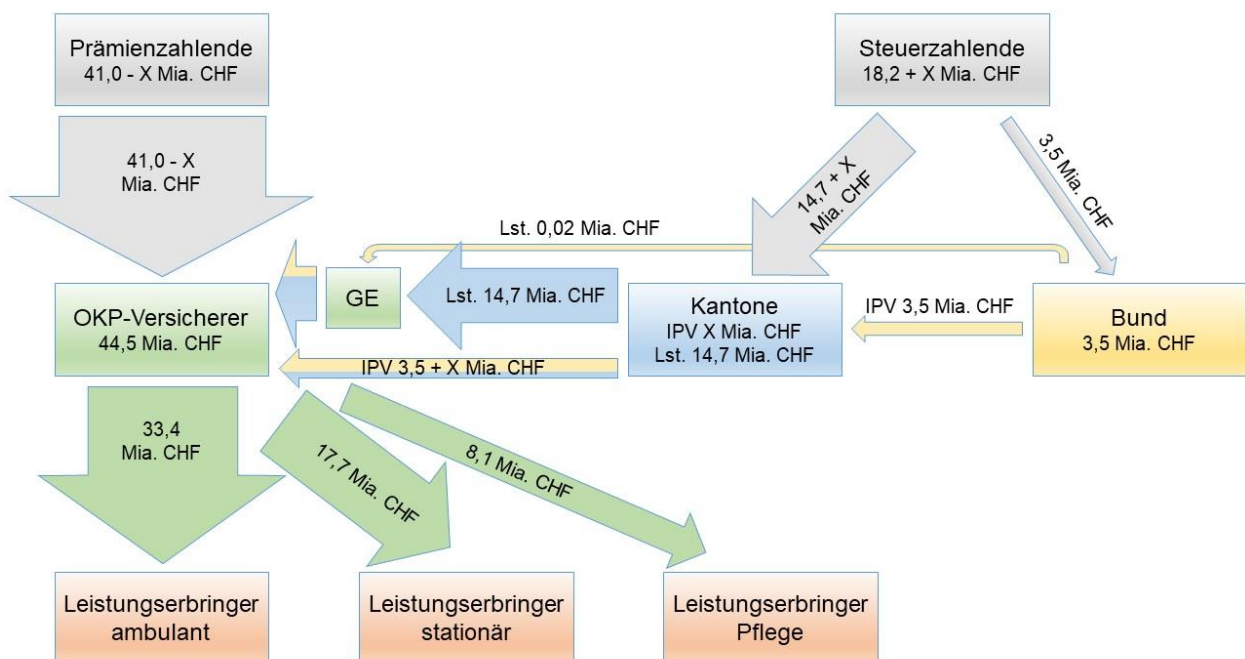 Prämienzahlende
41,0 - X Mia. CHF
Steuerzahlende
18,2 + X Mia. CHF
41,0 - X
Mia. CHF
14,7 + X
Mia. CHF
3,5 Mia. CHF
Lst. 0,02 Mia. CHF
OKP-Versicherer
44,5 Mia. CHF
GE
Lst. 14,7 Mia. CHF
Kantone
IPV X Mia. CHF
Lst. 14,7 Mia. CHF
IPV 3,5 Mia. CHF
Bund
3,5 Mia. CHF
IPV 3,5 + X Mia. CHF
33,4
Mia. CHF
17,7 Mia. CHF
8,1 Mia. CHF
Leistungserbringer
ambulant
Leistungserbringer
stationär
Leistungserbringer
Pflege